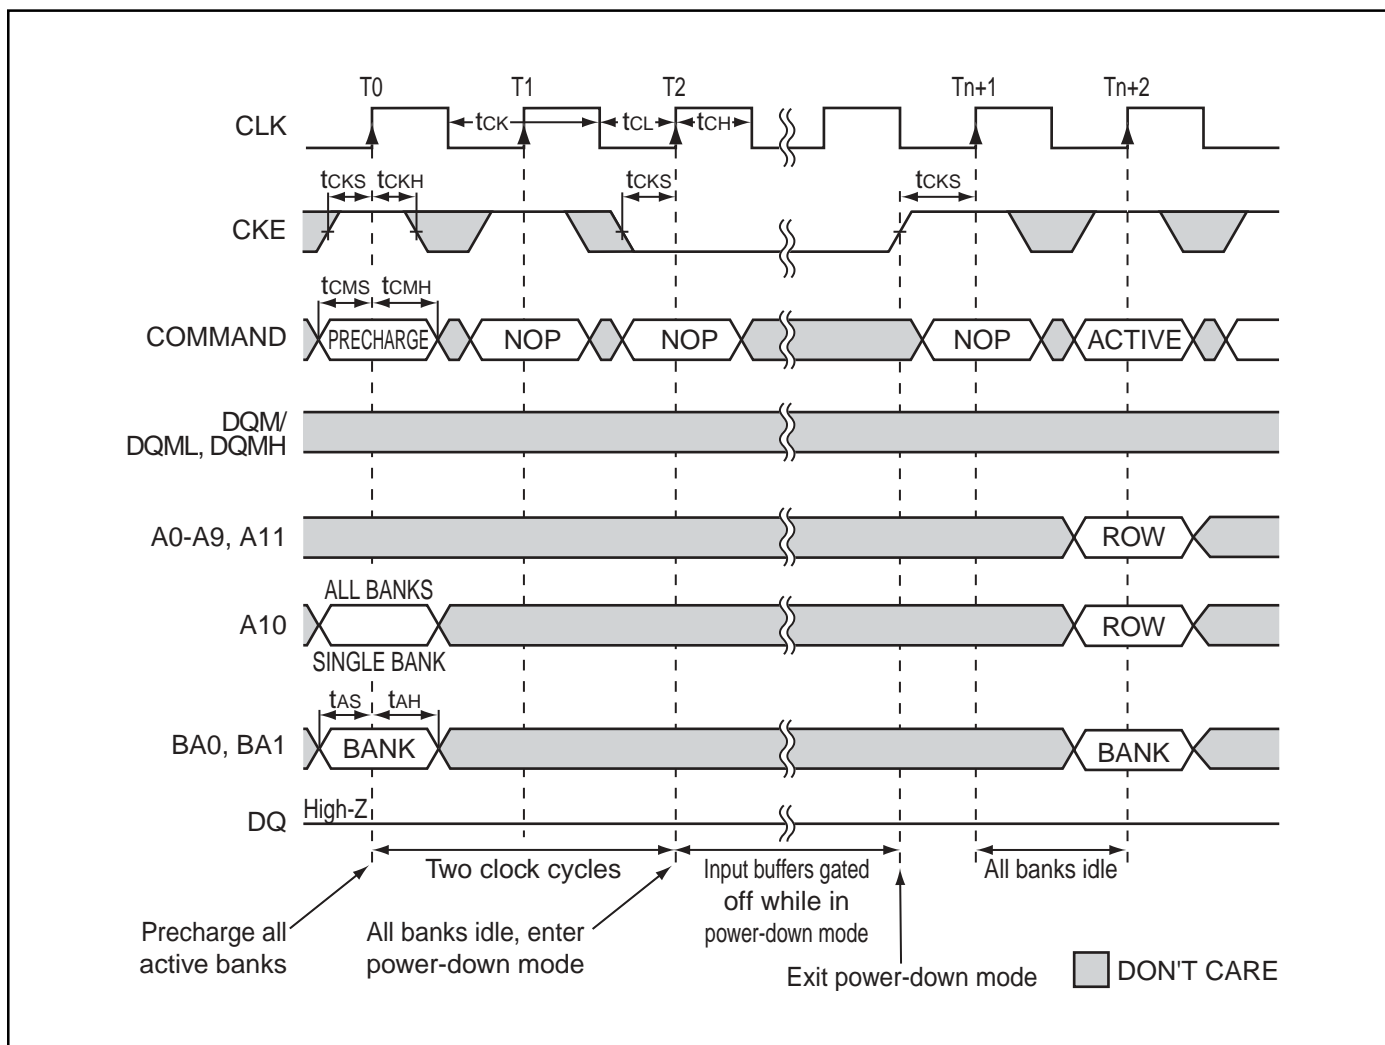 T0 T1 T2 Tn+1 Tn+2
CLK tCK tCL tCH
tCKS tCKH tCKS tCKS
CKE
tCMS tCMH
COMMAND PRECHARGE NOP NOP NOP ACTIVE
DQM/
DQML, DQMH
A0-A9, A11 ROW
ALL BANKS
A10 ROW
SINGLE BANK
tAS tAH
BA0, BA1 BANK BANK
High-Z
DQ
Two clock cycles
Input buffers gated
off while in
power-down mode
All banks idle
Precharge all
active banks
All banks idle, enter
power-down mode
Exit power-down mode
DON'T CARE